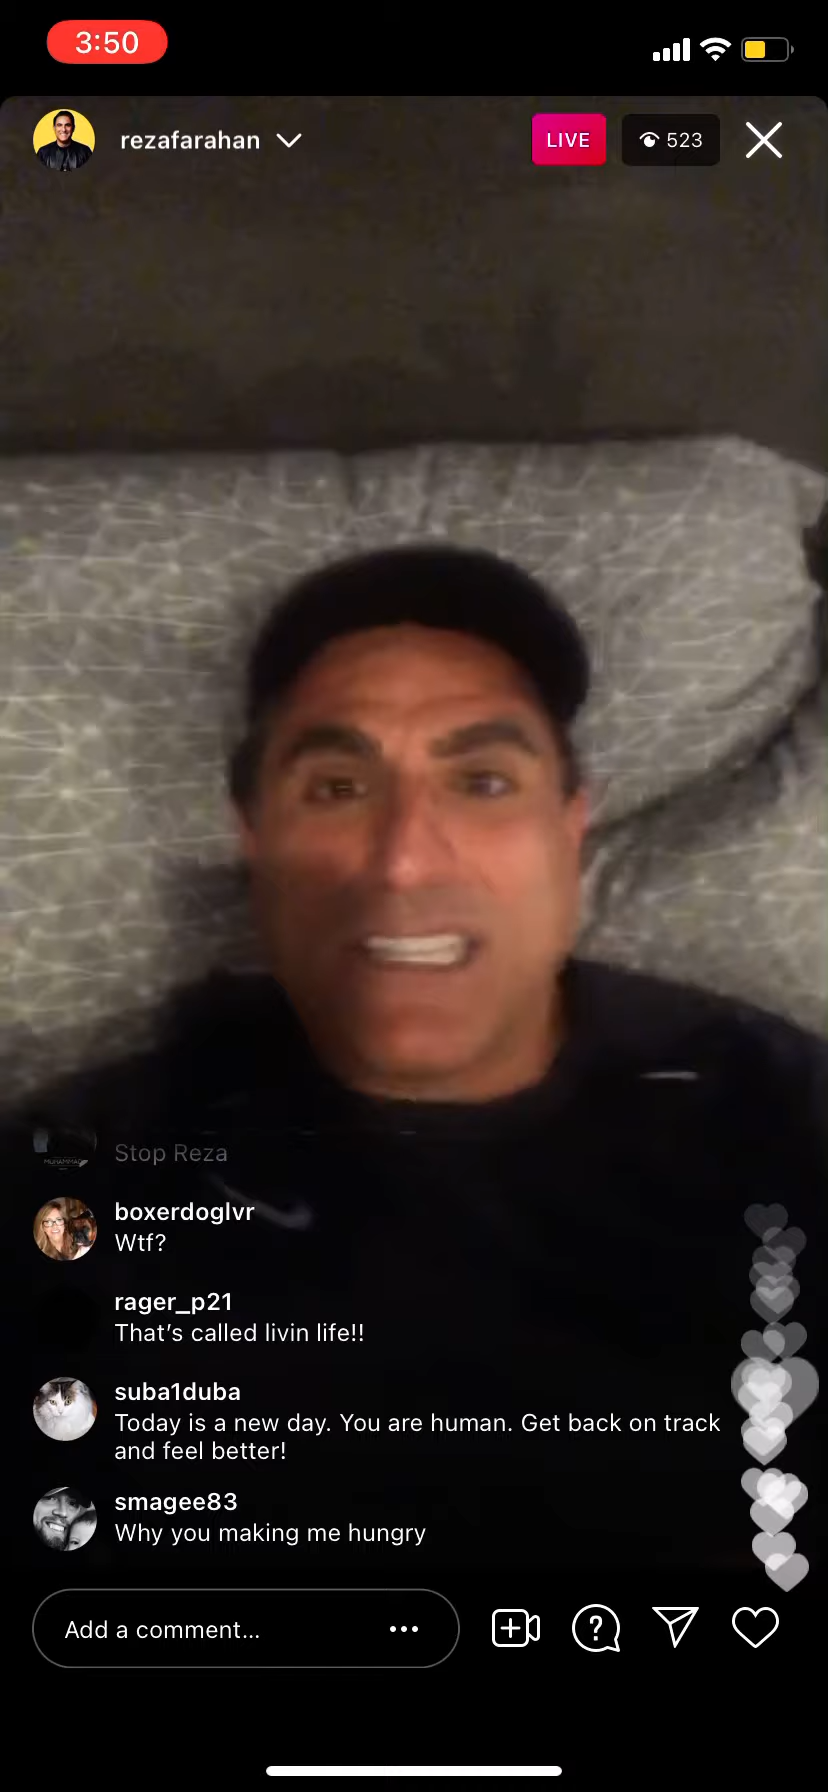 3:50
rezafarahan
LIVE
523
Stop Reza
boxerdoglvr
Wtf?
rager_p21
That's called livin life!!
suba1duba
Today is a new day. You are human. Get back on track
and feel better!
smagee83
Why you making me hungry
Add a comment...